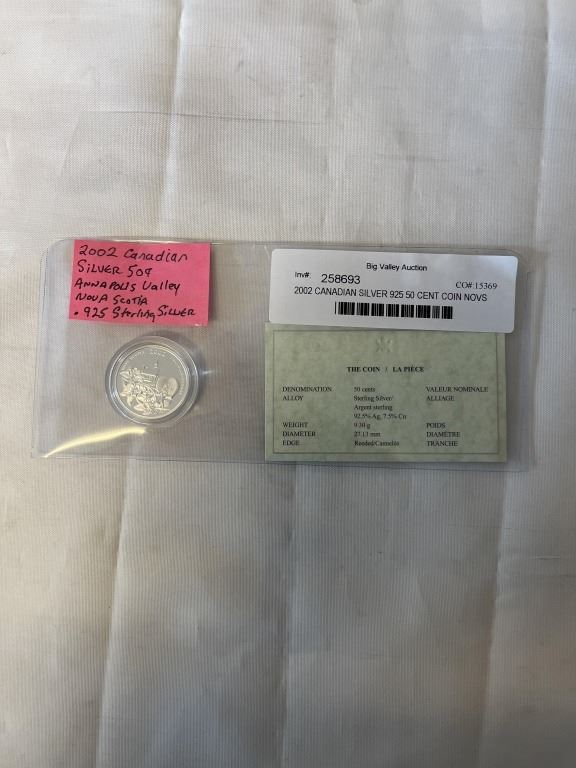 2002 Canadian
SILVER 50¢
ANNAPOLIS Valley
NOVA SCOTIA
.925 Sterling SILVER
Big Valley Auction
Inv#: 258693
CO#:15369
2002 CANADIAN SILVER 925 50 CENT COIN NOVS
THE COIN / LA PIÈCE
DENOMINATION 50 cents VALEUR NOMINALE
ALLOY Sterling Silver/ ALLIAGE
Argent sterling
92.5% Ag, 7.5% Cu
WEIGHT 9.30 g POIDS
DIAMETER 27.13 mm DIAMÈTRE
EDGE Reeded/Cannelée TRANCHE
2002